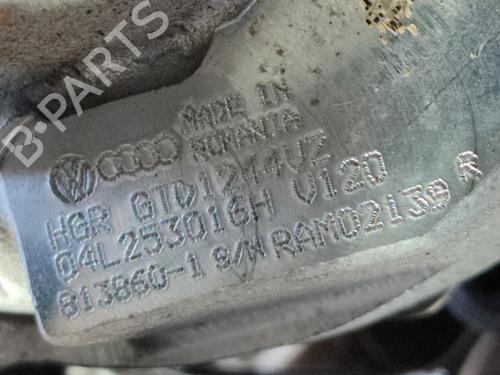 B-PARTS
MADE IN
ROMANIA
HGR GTD1244VZ
04L253016H V120
813860-1 S/N RAM02139 R